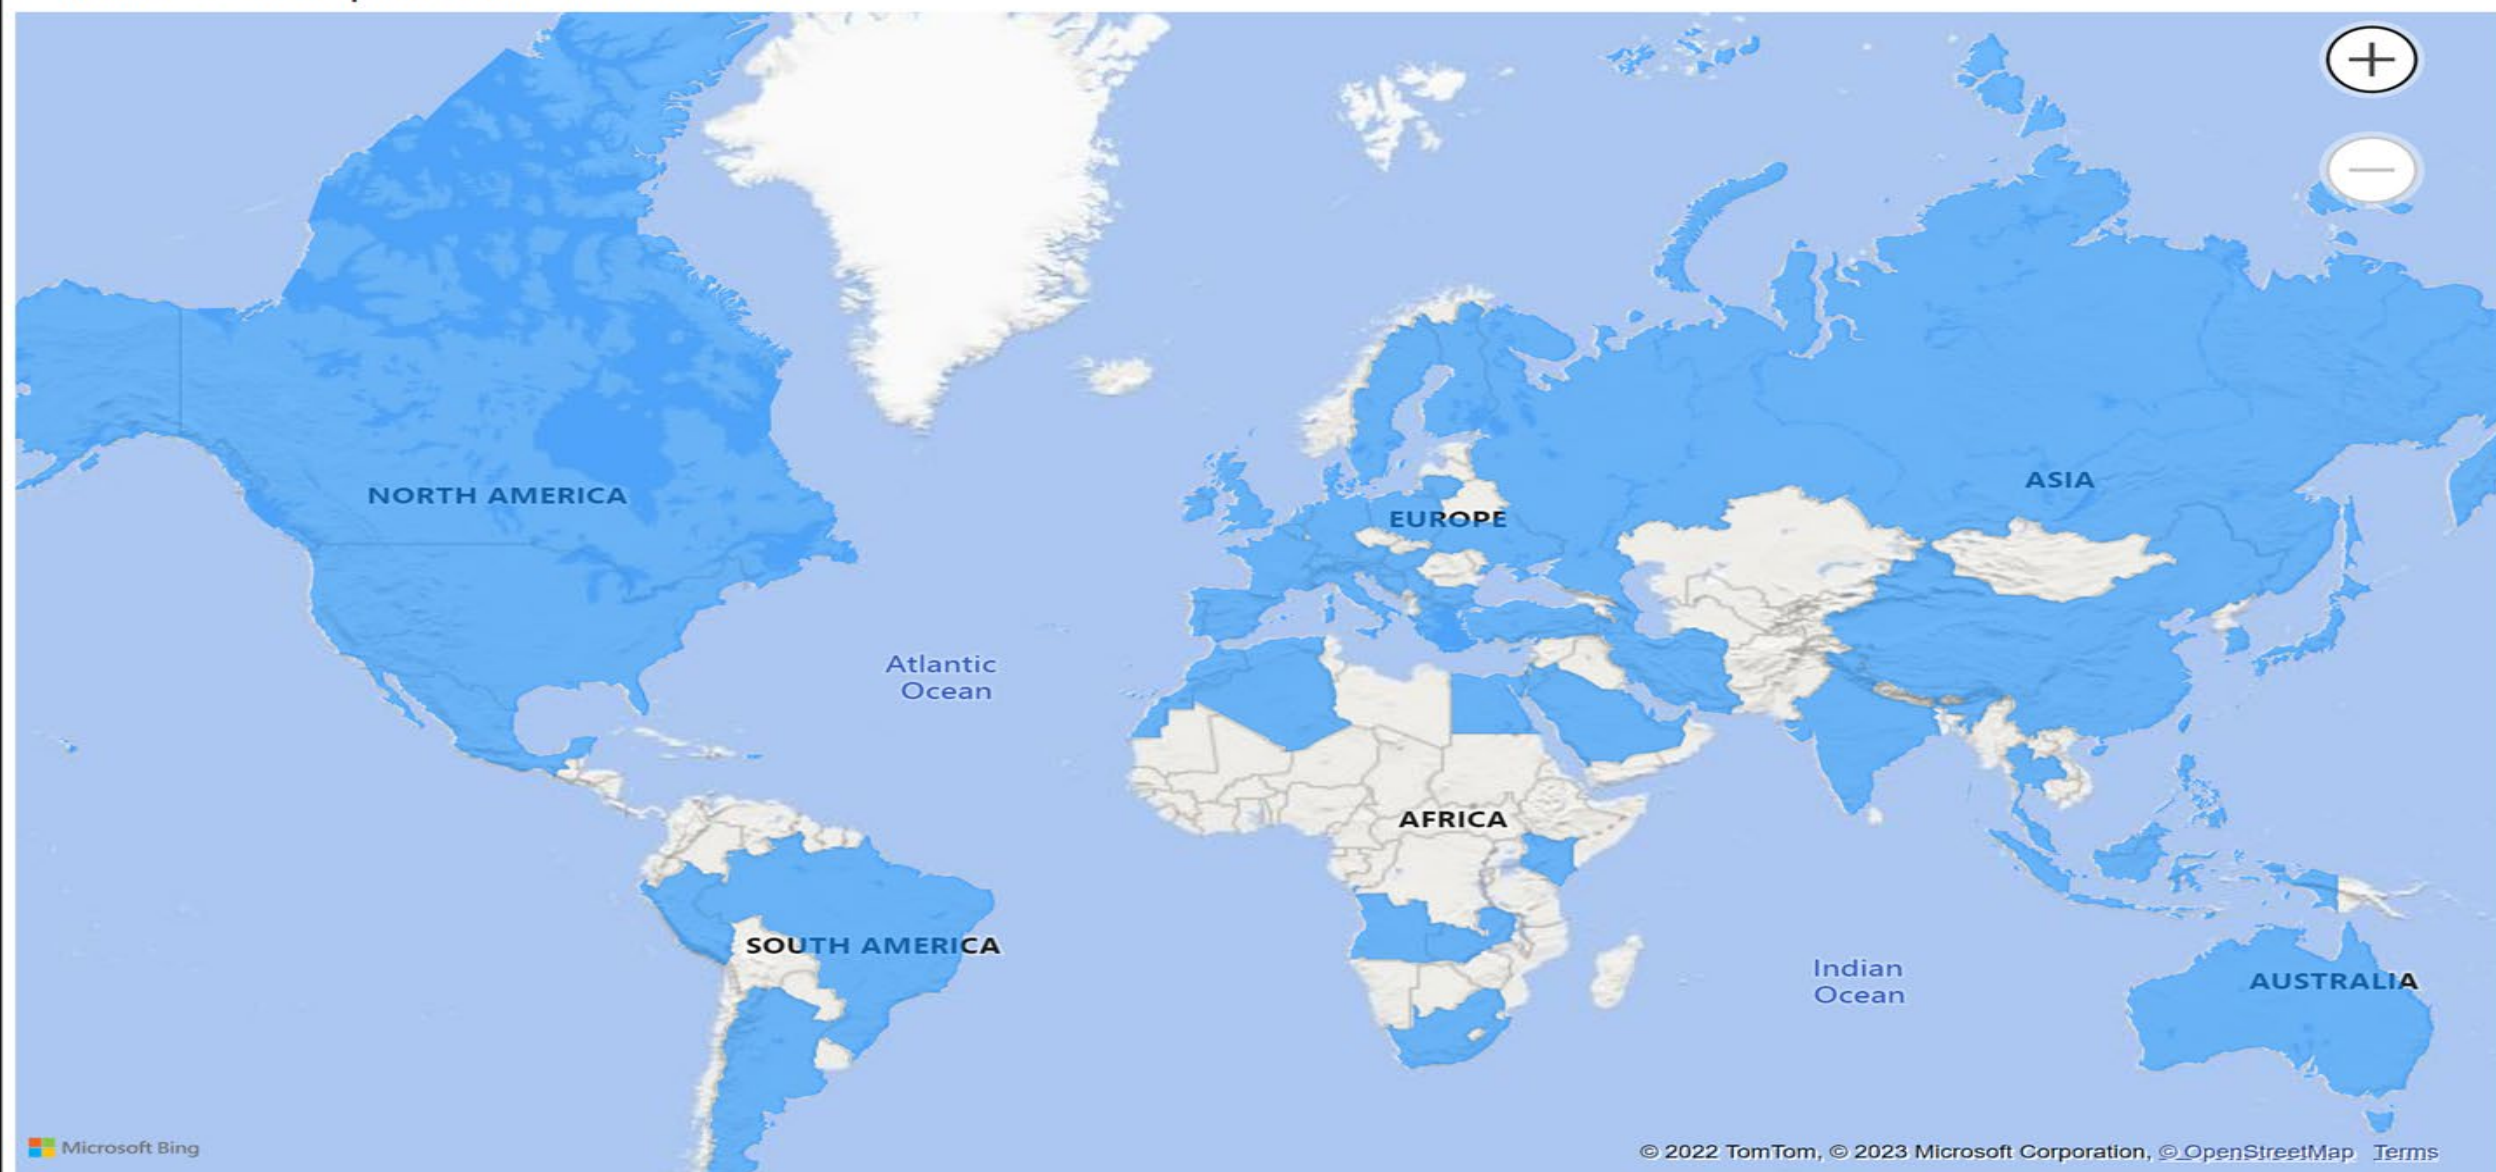 NORTH AMERICA
ASIA
EUROPE
Atlantic
Ocean
AFRICA
SOUTH AMERICA
Indian
Ocean
AUSTRALIA
Microsoft Bing
© 2022 TomTom, © 2023 Microsoft Corporation, © OpenStreetMap Terms